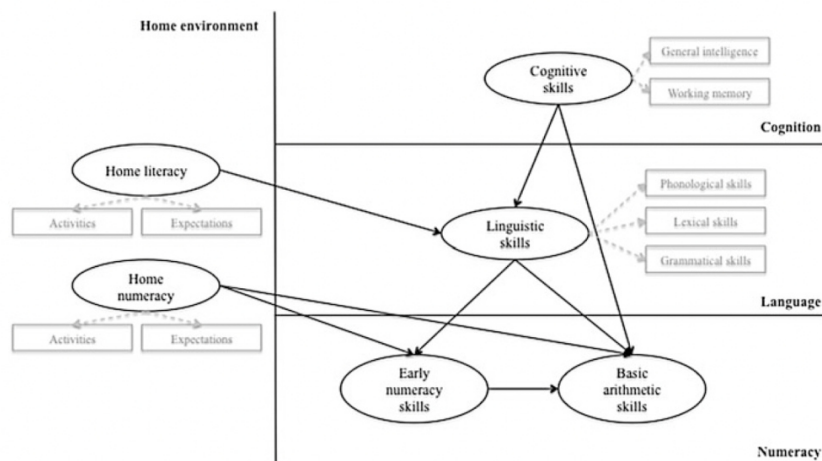 Home environment
General intelligence
Cognitive
skills
Working memory
Cognition
Home literacy
Phonological skills
Activities
Expectations
Linguistic
skills
Lexical skills
Grammatical skills
Home
numeracy
Language
Activities
Expectations
Early
numeracy
skills
Basic
arithmetic
skills
Numeracy